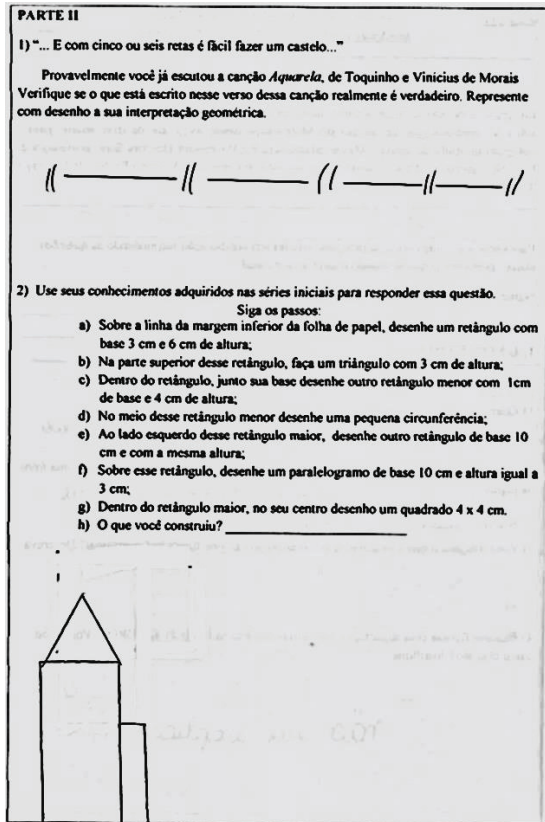 PARTE II
1) "... E com cinco ou seis retas é fácil fazer um castelo..."
Provavelmente você já escutou a canção Aquarela, de Toquinho e Vinicius de Morais
Verifique se o que está escrito nesse verso dessa canção realmente é verdadeiro. Represente
com desenho a sua interpretação geométrica.
2) Use seus conhecimentos adquiridos nas séries iniciais para responder essa questão.
Siga os passos:
a) Sobre a linha da margem inferior da folha de papel, desenhe um retângulo com
base 3 cm e 6 cm de altura;
b) Na parte superior desse retângulo, faça um triângulo com 3 cm de altura;
c) Dentro do retângulo, junto sua base desenhe outro retângulo menor com 1cm
de base e 4 cm de altura;
d) No meio desse retângulo menor desenhe uma pequena circunferência;
e) Ao lado esquerdo desse retângulo maior, desenhe outro retângulo de base 10
cm e com a mesma altura;
f) Sobre esse retângulo, desenhe um paralelogramo de base 10 cm e altura igual a
3 cm;
g) Dentro do retângulo maior, no seu centro desenho um quadrado 4 x 4 cm.
h) O que você construiu?